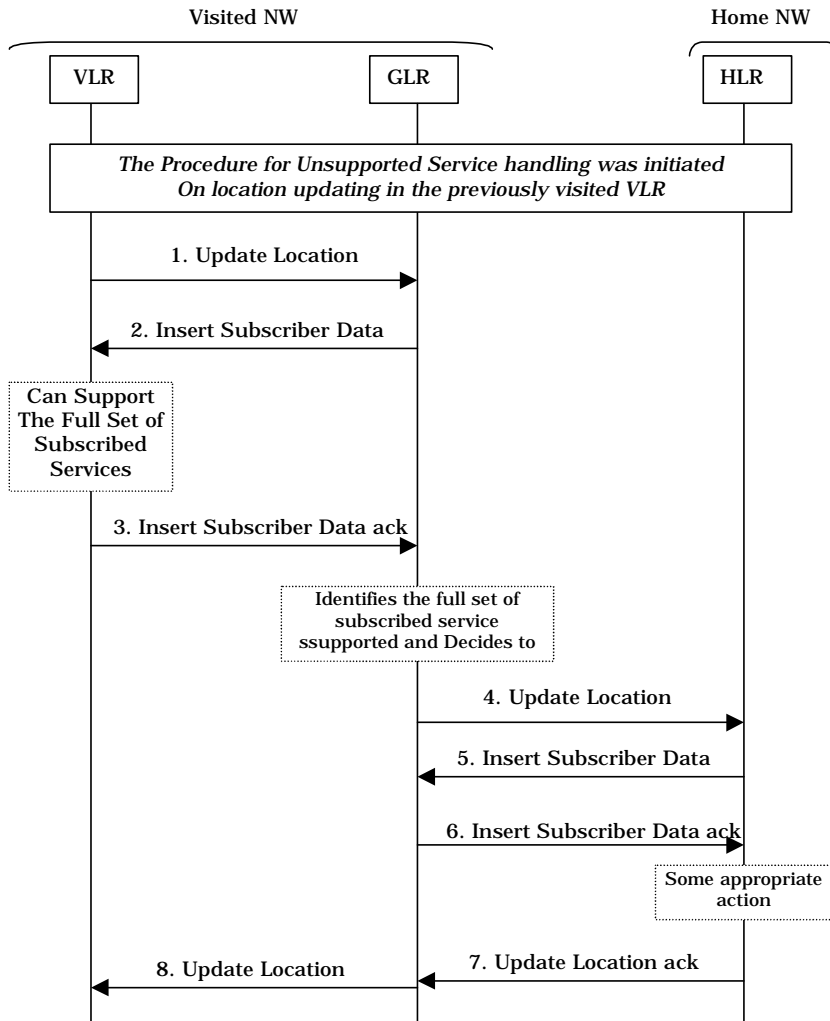 Visited NW
Home NW
VLR
GLR
HLR
The Procedure for Unsupported Service handling was initiated
On location updating in the previously visited VLR
1. Update Location
2. Insert Subscriber Data
Can Support
The Full Set of
Subscribed
Services
3. Insert Subscriber Data ack
Identifies the full set of
subscribed service
ssupported and Decides to
4. Update Location
5. Insert Subscriber Data
6. Insert Subscriber Data ack
Some appropriate
action
7. Update Location ack
8. Update Location